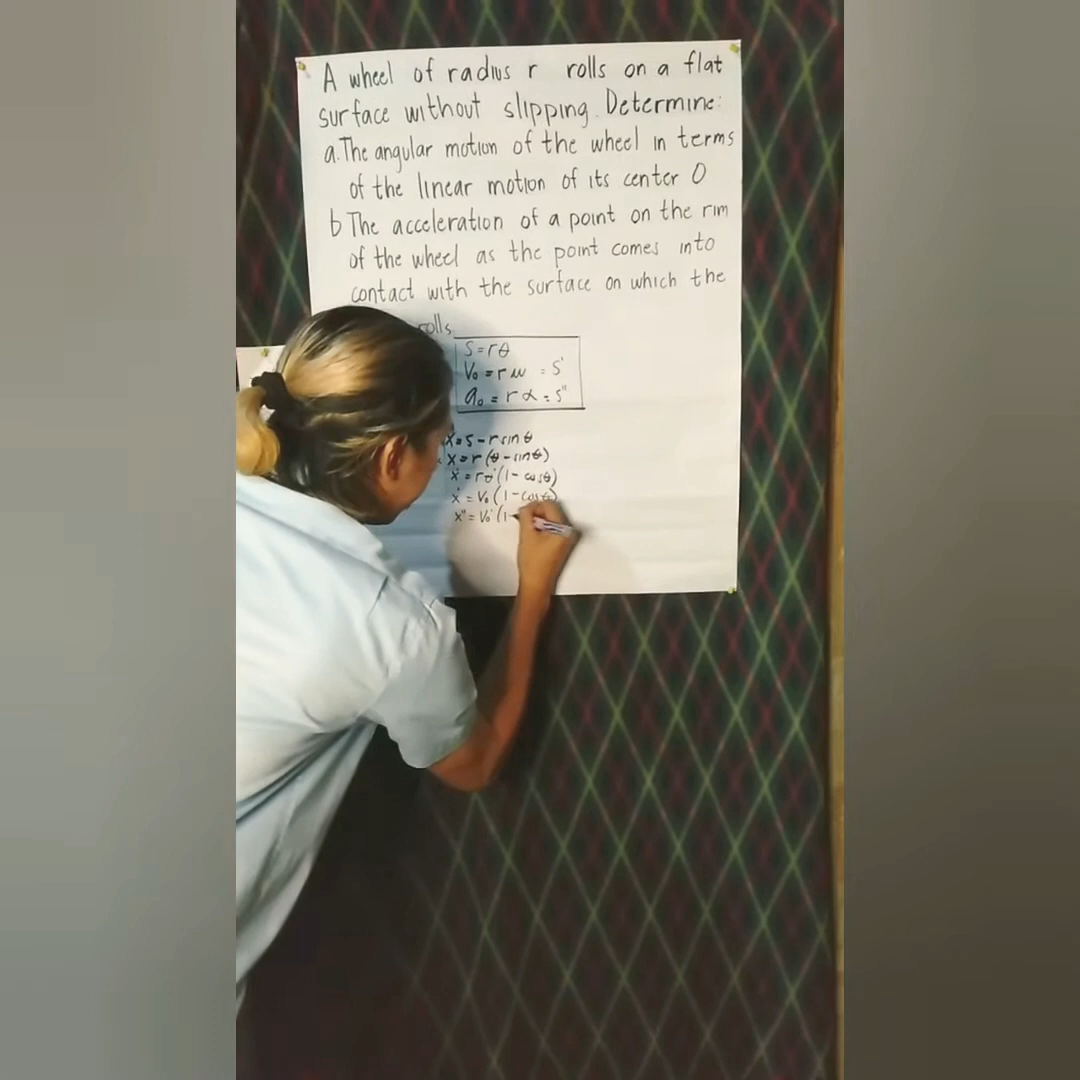 A wheel of radius r rolls on a flat
surface without slipping. Determine:
a. The angular motion of the wheel in terms
of the linear motion of its center O
b The acceleration of a point on the rim
of the wheel as the point comes into
contact with the surface on which the
rolls.
S = rθ
V₀ = rω = s'
a₀ = rα = s"
x = s - r sin θ
x = r (θ - sin θ)
x' = rθ' (1 - cos θ)
x' = V₀ (1 - cos θ)
x" = V₀' (1 -